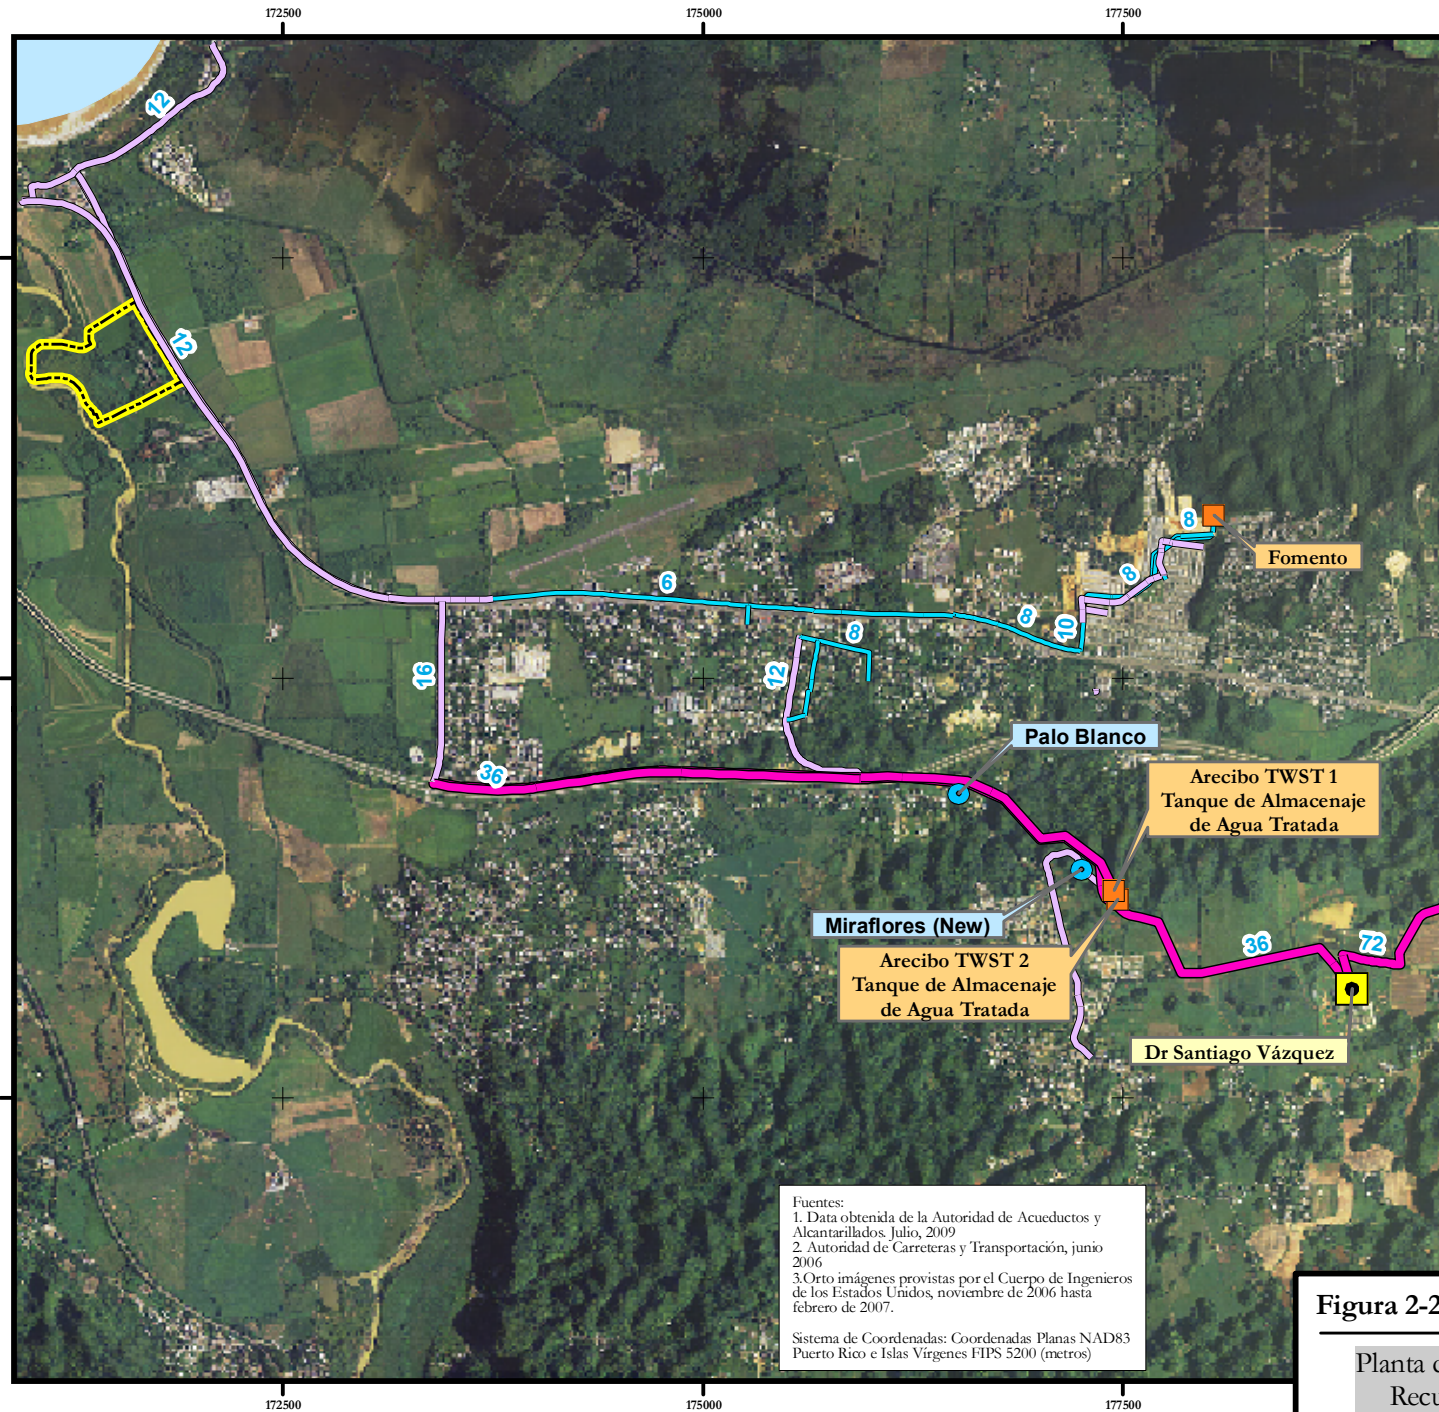 172500
175000
177500
12
12
8
Fomento
6
8
8
10
8
16
12
Palo Blanco
36
Arecibo TWST 1
Tanque de Almacenaje
de Agua Tratada
Miraflores (New)
36
72
Arecibo TWST 2
Tanque de Almacenaje
de Agua Tratada
Dr Santiago Vázquez
Fuentes:
1. Data obtenida de la Autoridad de Acueductos y
Alcantarillados. Julio, 2009
2. Autoridad de Carreteras y Transportación, junio
2006
3.Orto imágenes provistas por el Cuerpo de Ingenieros
de los Estados Unidos, noviembre de 2006 hasta
febrero de 2007.
Sistema de Coordenadas: Coordenadas Planas NAD83
Puerto Rico e Islas Vírgenes FIPS 5200 (metros)
Figura 2-2
Planta d
Recu
172500
175000
177500